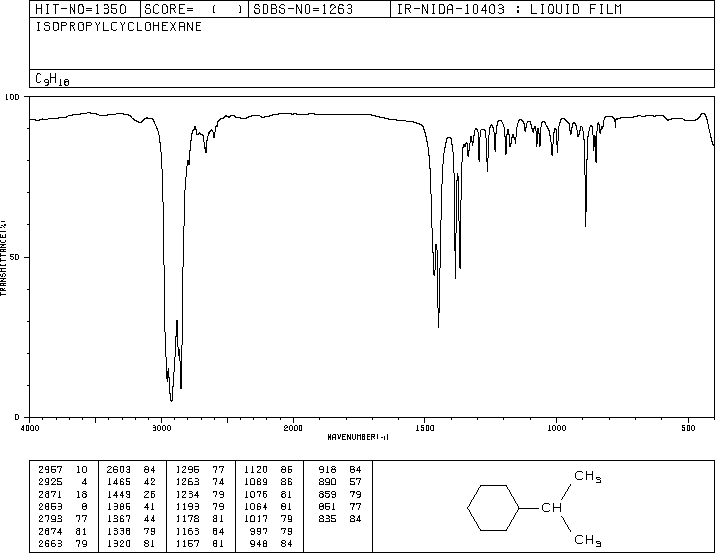 HIT-NO=1350 SCORE= ( ) SDBS-NO=1263 IR-NIDA-10403 : LIQUID FILM
ISOPROPYLCYCLOHEXANE
C9H18
100
50
0
TRANSMITTANCE(%)
4000 3000 2000 1500 1000 500
WAVENUMBER(-1)
2957 10 2603 84 1296 77 1120 86 918 84
2925 4 1465 42 1263 74 1089 86 890 57
2871 18 1449 26 1234 79 1076 81 859 79
2853 8 1386 41 1193 79 1064 81 851 77
2793 77 1367 44 1178 81 1017 79 835 84
2674 81 1338 79 1163 84 997 79
2663 79 1320 81 1157 81 948 84
CH3
CH
CH3